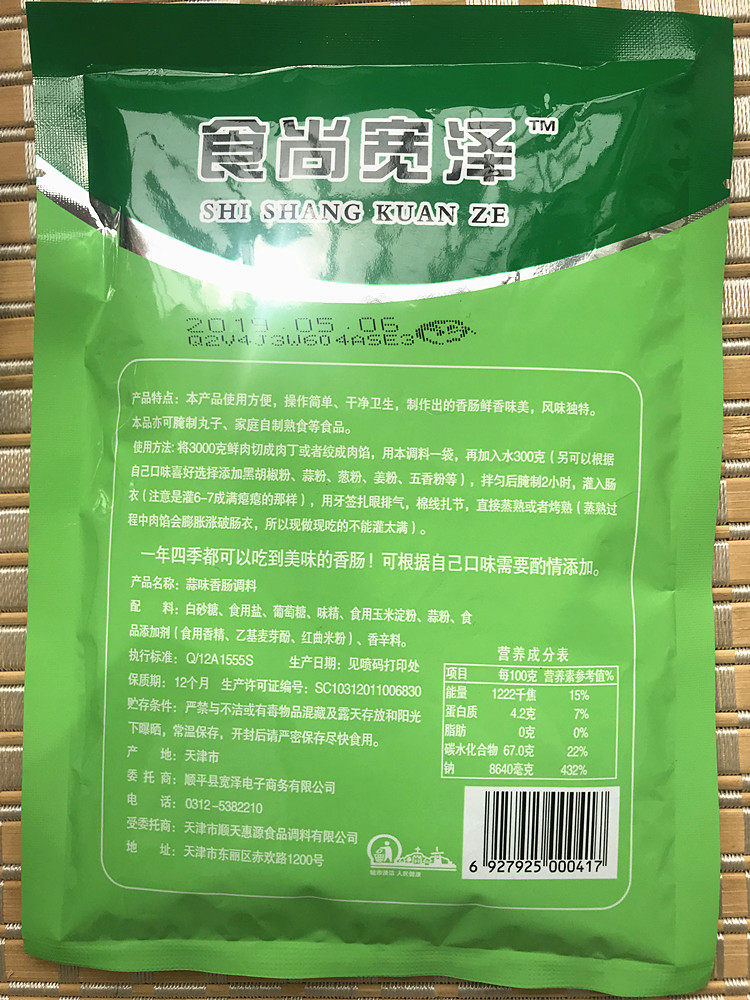 食尚宽泽™
SHI SHANG KUAN ZE
2019.05.06
Q2V4J3W604ASE3
产品特点：本产品使用方便，操作简单、干净卫生，制作出的香肠鲜香味美，风味独特。
本品亦可腌制丸子、家庭自制熟食等食品。
使用方法：将3000克鲜肉切成肉丁或者绞成肉馅，用本调料一袋，再加入水300克（另可以根据
自己口味喜好选择添加黑胡椒粉、蒜粉、葱粉、姜粉、五香粉等），拌匀后腌制2小时，灌入肠
衣（注意是灌6-7成满瘪瘪的那样），用牙签扎眼排气，棉线扎节，直接蒸熟或者烤熟（蒸熟过
程中肉馅会膨胀涨破肠衣，所以现做现吃的不能灌太满）。
一年四季都可以吃到美味的香肠！可根据自己口味需要酌情添加。
产品名称：蒜味香肠调料
配 料：白砂糖、食用盐、葡萄糖、味精、食用玉米淀粉、蒜粉、食
品添加剂（食用香精、乙基麦芽酚、红曲米粉）、香辛料。
执行标准：Q/12A1555S 生产日期：见喷码打印处
保质期：12个月 生产许可证编号：SC10312011006830
贮存条件：严禁与不洁或有毒物品混藏及露天存放和阳光
下曝晒，常温保存，开封后请严密保存尽快食用。
产 地：天津市
委 托 商：顺平县宽泽电子商务有限公司
电 话：0312-5382210
受委托商：天津市顺天惠源食品调料有限公司
地 址：天津市东丽区赤欢路1200号
营养成分表
项目 每100克 营养素参考值%
能量 1222千焦 15%
蛋白质 4.2克 7%
脂肪 0克 0%
碳水化合物 67.0克 22%
钠 8640毫克 432%
城市清洁 人民健康
6 927925 000417